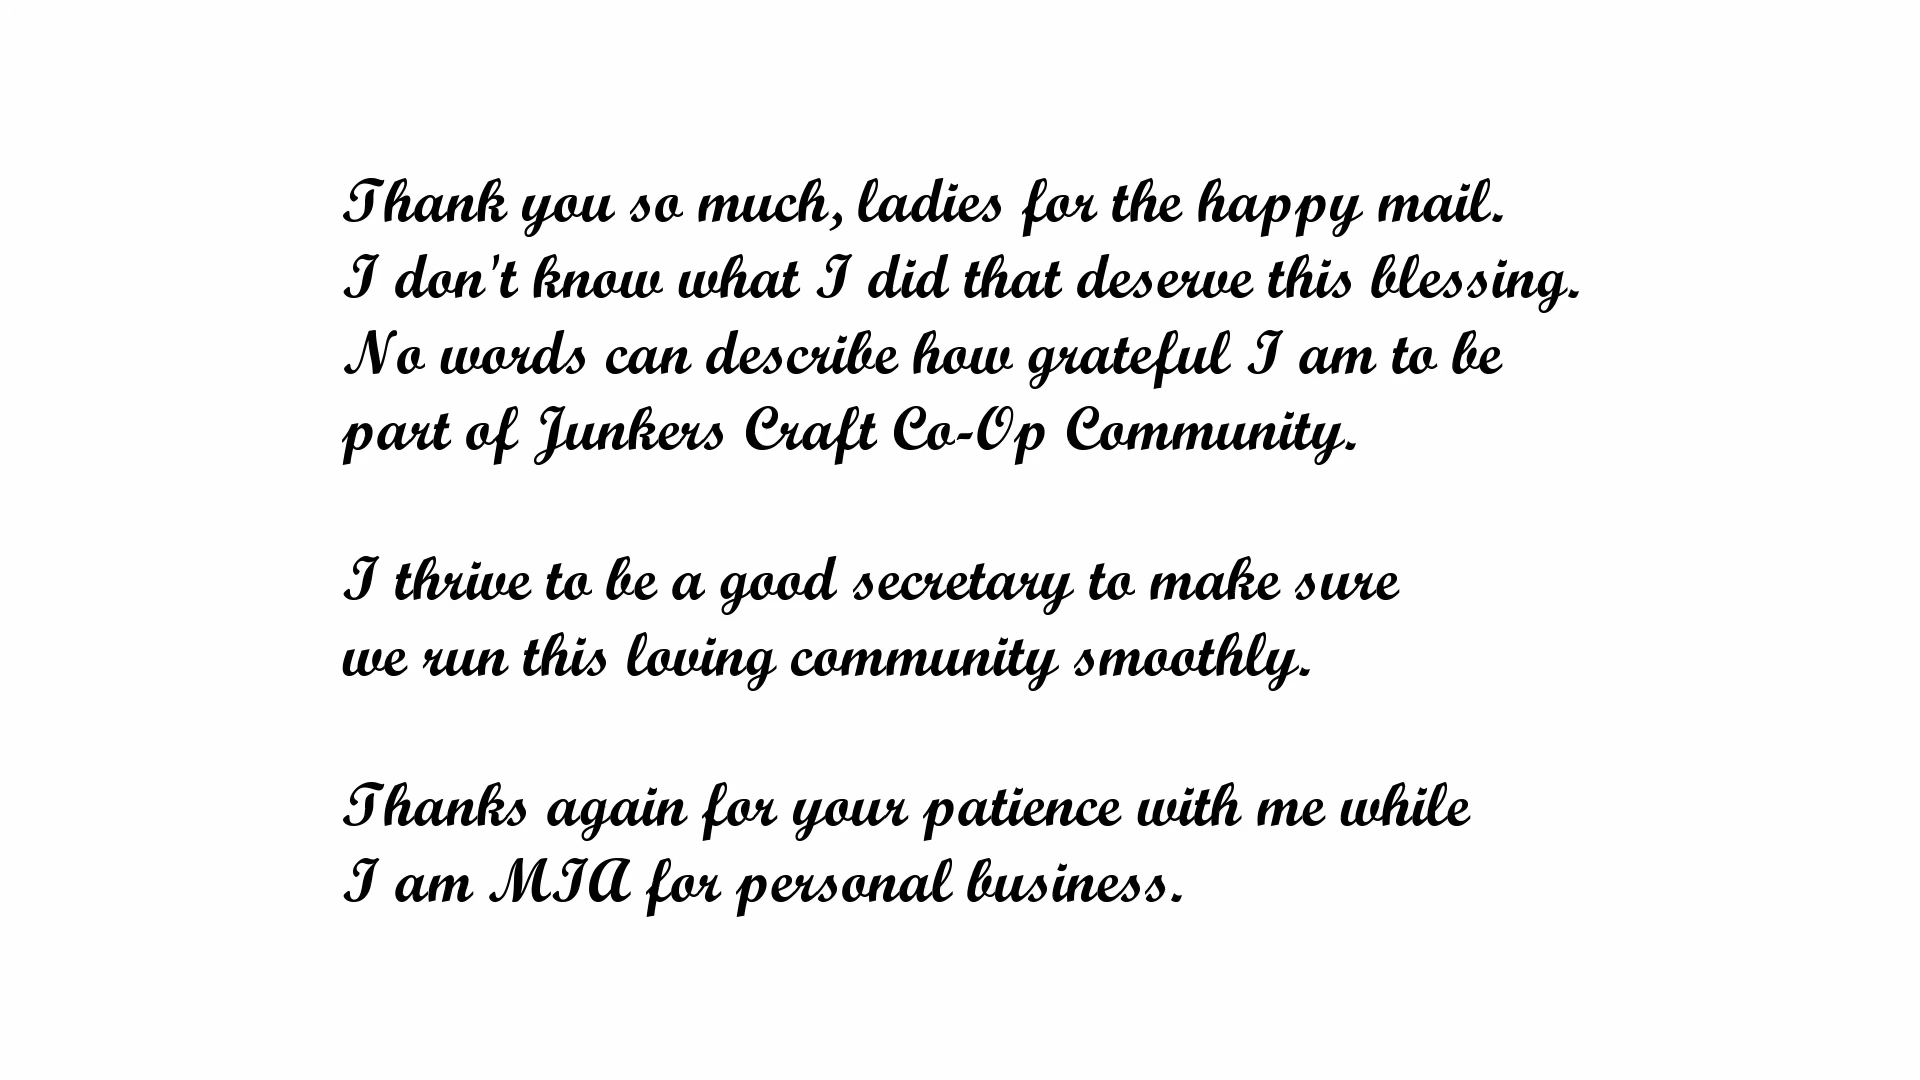 Thank you so much, ladies for the happy mail.
I don't know what I did that deserve this blessing.
No words can describe how grateful I am to be
part of Junkers Craft Co-Op Community.
I thrive to be a good secretary to make sure
we run this loving community smoothly.
Thanks again for your patience with me while
I am MIA for personal business.